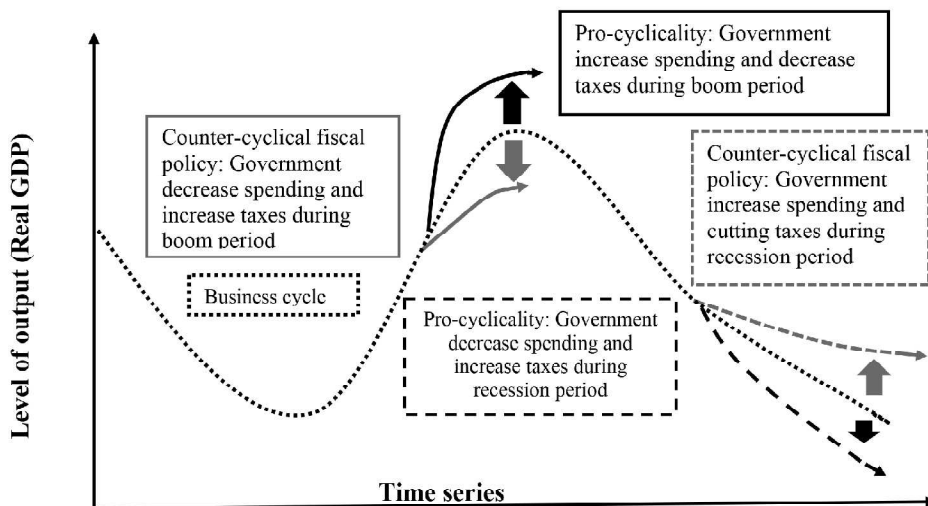 Pro-cyclicality: Government
increase spending and decrease
taxes during boom period
Counter-cyclical fiscal
policy: Government
decrease spending and
increase taxes during
boom period
Counter-cyclical fiscal
policy: Government
increase spending and
cutting taxes during
recession period
Business cycle
Pro-cyclicality: Government
decrease spending and
increase taxes during
recession period
Level of output (Real GDP)
Time series